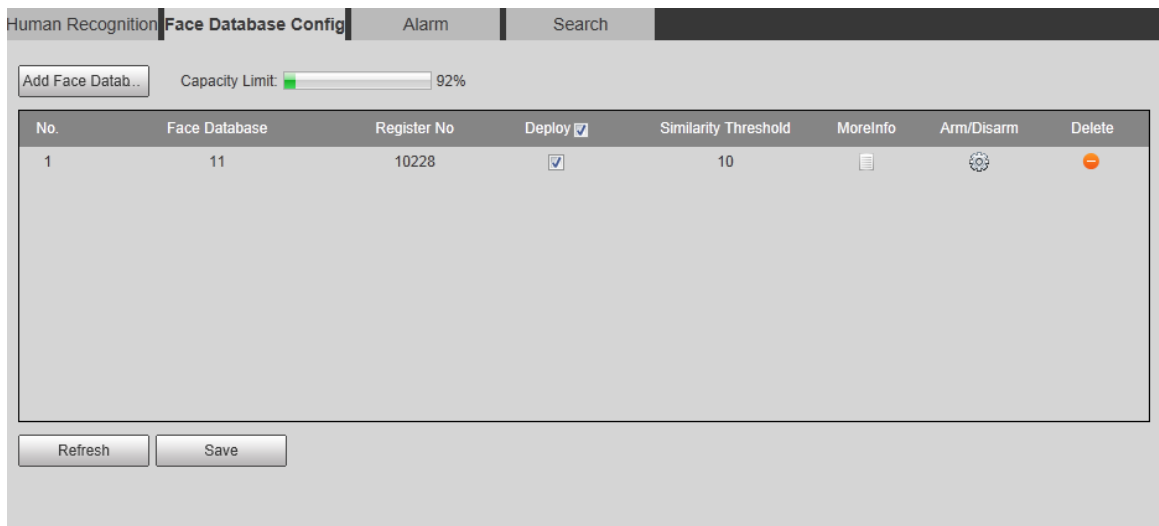 Human Recognition Face Database Config Alarm Search
Add Face Datab.. Capacity Limit: 92%
No. Face Database Register No Deploy Similarity Threshold MoreInfo Arm/Disarm Delete
1 11 10228 10
Refresh Save